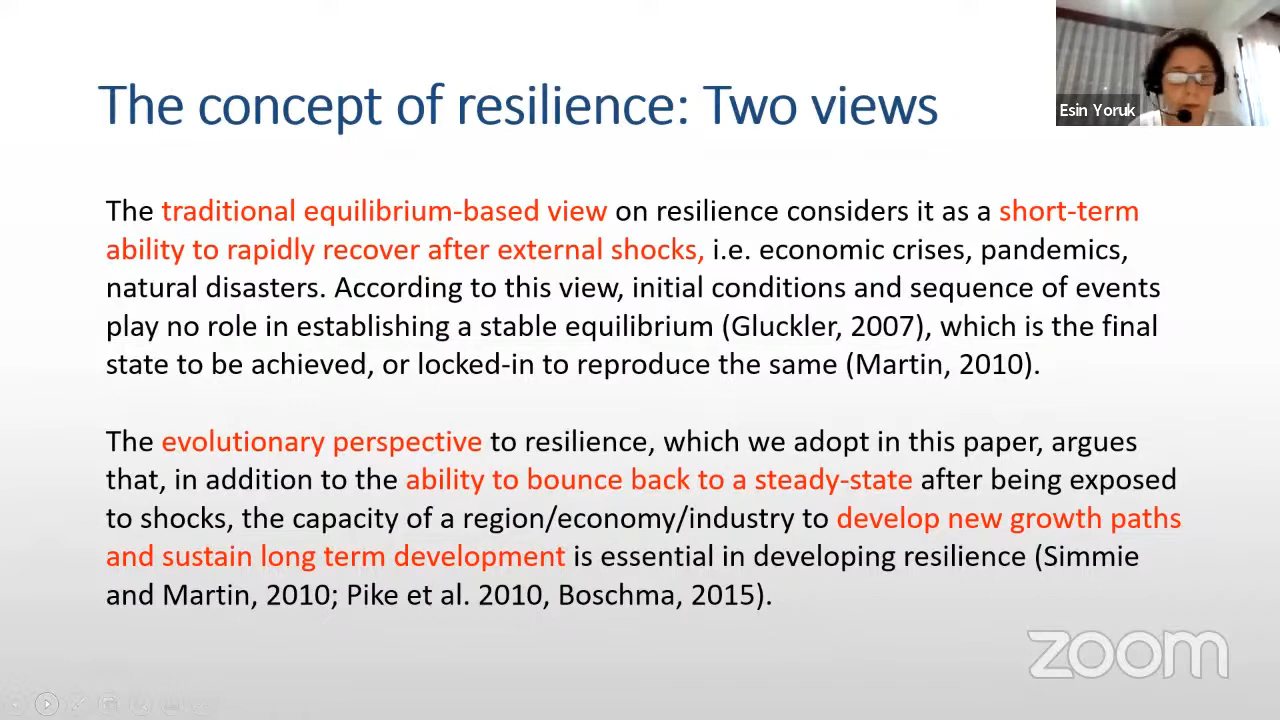 The concept of resilience: Two views
Esin Yoruk
The traditional equilibrium-based view on resilience considers it as a short-term
ability to rapidly recover after external shocks, i.e. economic crises, pandemics,
natural disasters. According to this view, initial conditions and sequence of events
play no role in establishing a stable equilibrium (Gluckler, 2007), which is the final
state to be achieved, or locked-in to reproduce the same (Martin, 2010).
The evolutionary perspective to resilience, which we adopt in this paper, argues
that, in addition to the ability to bounce back to a steady-state after being exposed
to shocks, the capacity of a region/economy/industry to develop new growth paths
and sustain long term development is essential in developing resilience (Simmie
and Martin, 2010; Pike et al. 2010, Boschma, 2015).
zoom